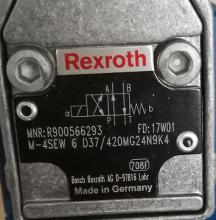 Rexroth
A B
a b
P T
MNR:R900566293 FD:17W01
M-4SEW 6 D37/420MG24N9K4
7081
Bosch Rexroth AG D-97816 Lohr
Made in Germany